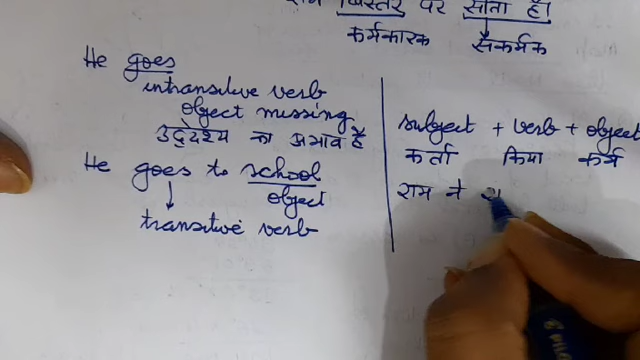 राम बिस्तर पर सोता है।
कर्मकारक सकर्मक
He goes
intransitive verb
object missing
उद्देश्य का अभाव है
He goes to school
object
transitive verb
subject + verb + object
कर्ता क्रिया कर्म
राम ने